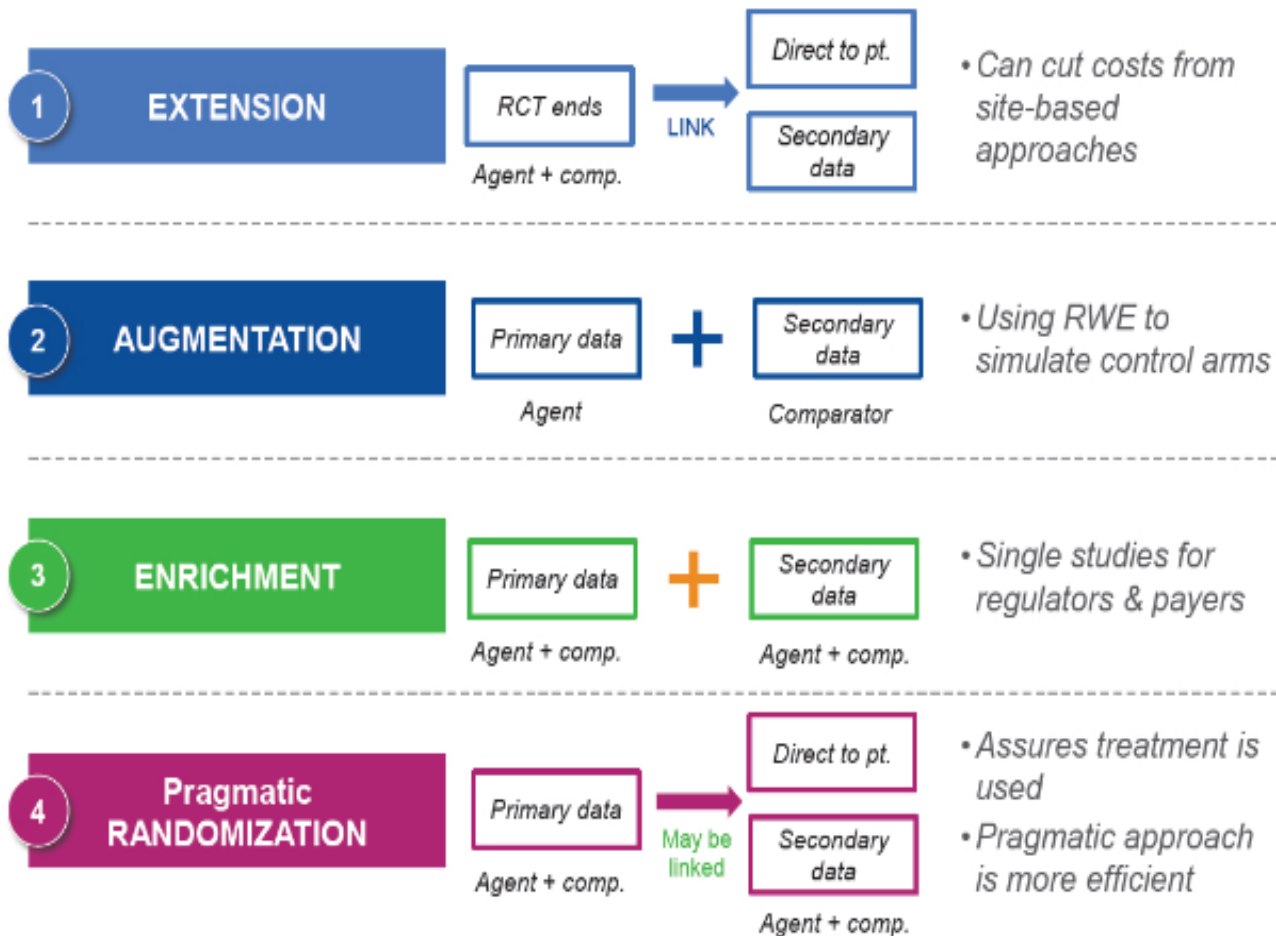 1
EXTENSION
RCT ends
Agent + comp.
LINK
Direct to pt.
Secondary
data
• Can cut costs from
site-based
approaches
2
AUGMENTATION
Primary data
Agent
+
Secondary
data
Comparator
• Using RWE to
simulate control arms
3
ENRICHMENT
Primary data
Agent + comp.
+
Secondary
data
Agent + comp.
• Single studies for
regulators & payers
4
Pragmatic
RANDOMIZATION
Primary data
Agent + comp.
May be
linked
Direct to pt.
Secondary
data
Agent + comp.
• Assures treatment is
used
• Pragmatic approach
is more efficient